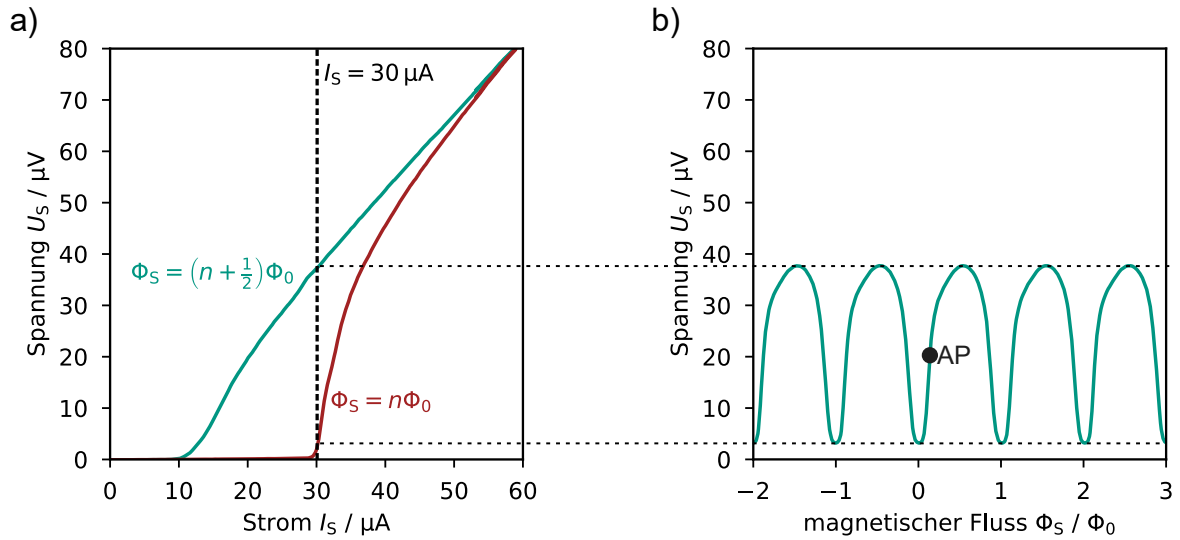 a)
80
70
60
50
40
30
20
10
0
Spannung U_S / µV
I_S = 30 µA
Φ_S = (n + 1/2)Φ_0
Φ_S = nΦ_0
0 10 20 30 40 50 60
Strom I_S / µA
b)
80
70
60
50
40
30
20
10
0
Spannung U_S / µV
AP
−2 −1 0 1 2 3
magnetischer Fluss Φ_S / Φ_0